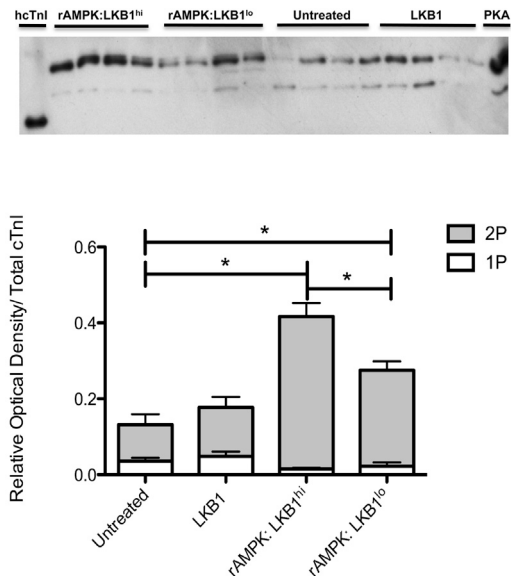 hcTnI rAMPK:LKB1hi rAMPK:LKB1lo Untreated LKB1 PKA
2P
1P
*
*
*
Relative Optical Density/ Total cTnI
0.6
0.4
0.2
0.0
Untreated
LKB1
rAMPK: LKB1hi
rAMPK: LKB1lo